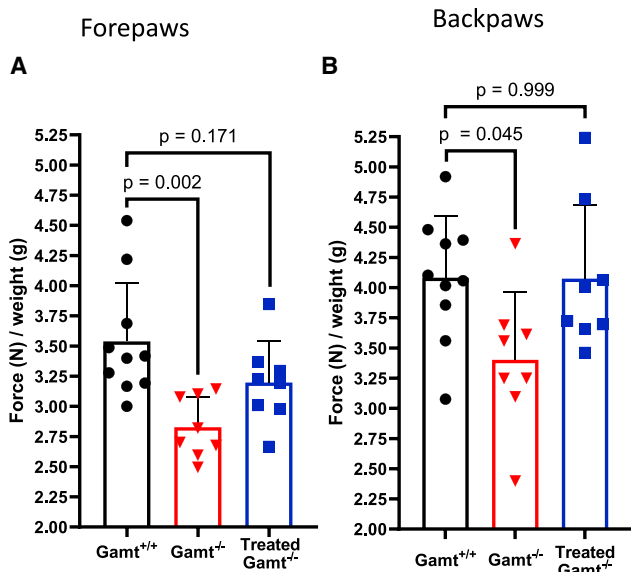 Forepaws
Backpaws
A
p = 0.171
p = 0.002
Force (N) / weight (g)
5.25
5.00
4.75
4.50
4.25
4.00
3.75
3.50
3.25
3.00
2.75
2.50
2.25
2.00
Gamt+/+
Gamt-/-
Treated
Gamt-/-
B
p = 0.999
p = 0.045
Force (N) / weight (g)
5.25
5.00
4.75
4.50
4.25
4.00
3.75
3.50
3.25
3.00
2.75
2.50
2.25
2.00
Gamt+/+
Gamt-/-
Treated
Gamt-/-